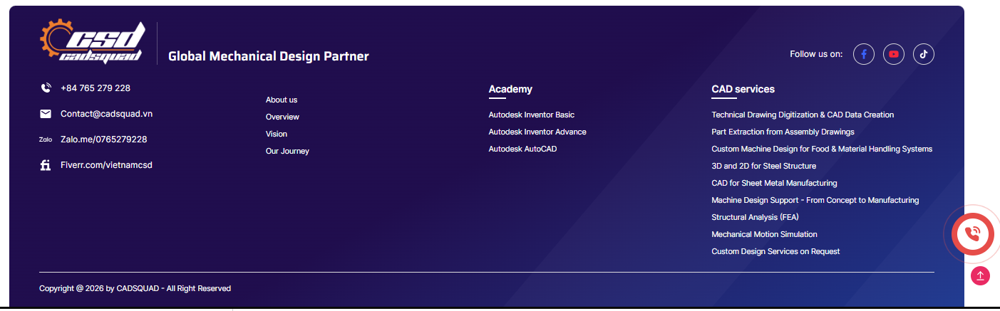 csd
cadsquad
Global Mechanical Design Partner
Follow us on:
+84 765 279 228
Contact@cadsquad.vn
Zalo Zalo.me/0765279228
fi Fiverr.com/vietnamcsd
About us
Overview
Vision
Our Journey
Academy
Autodesk Inventor Basic
Autodesk Inventor Advance
Autodesk AutoCAD
CAD services
Technical Drawing Digitization & CAD Data Creation
Part Extraction from Assembly Drawings
Custom Machine Design for Food & Material Handling Systems
3D and 2D for Steel Structure
CAD for Sheet Metal Manufacturing
Machine Design Support - From Concept to Manufacturing
Structural Analysis (FEA)
Mechanical Motion Simulation
Custom Design Services on Request
Copyright @ 2026 by CADSQUAD - All Right Reserved